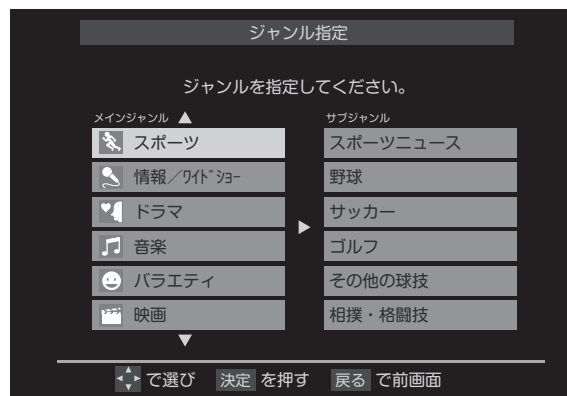 ジャンル指定
ジャンルを指定してください。
メインジャンル ▲
スポーツ
情報／ﾜｲﾄﾞｼｮｰ
ドラマ
音楽
バラエティ
映画
▼
▶
サブジャンル
スポーツニュース
野球
サッカー
ゴルフ
その他の球技
相撲・格闘技
で選び 決定 を押す 戻る で前画面